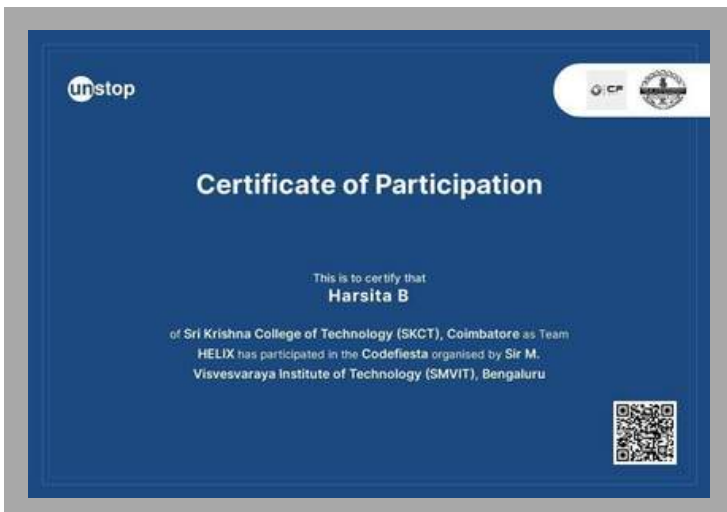 unstop
CF
Certificate of Participation
This is to certify that
Harsita B
of Sri Krishna College of Technology (SKCT), Coimbatore as Team
HELIX has participated in the Codefiesta organised by Sir M.
Visvesvaraya Institute of Technology (SMVIT), Bengaluru